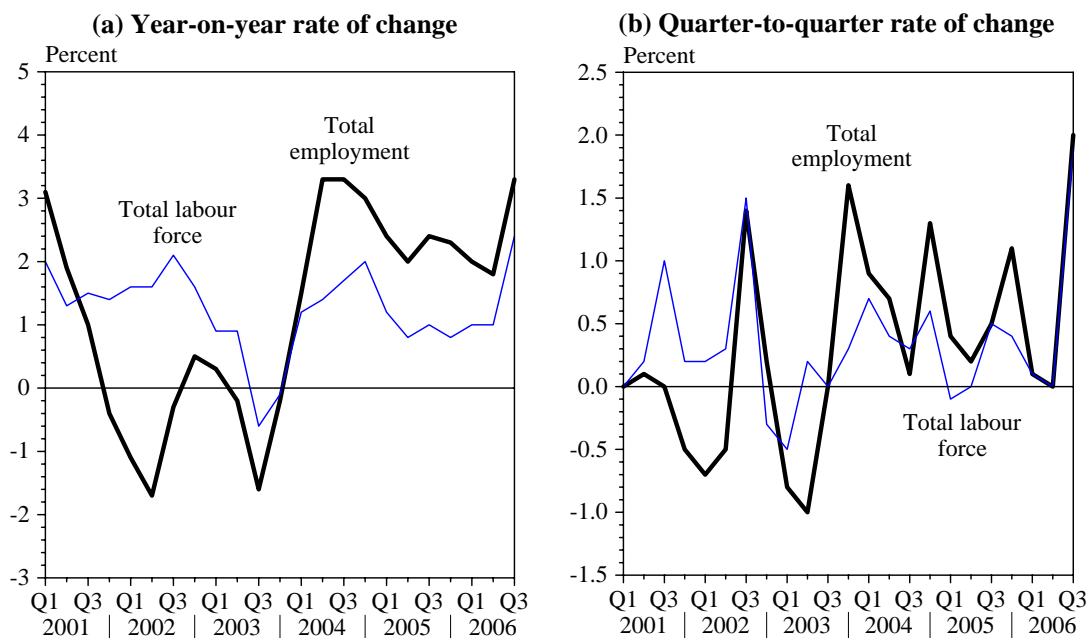 (a) Year-on-year rate of change
Percent
5
4
3
2
1
0
-1
-2
-3
Total
employment
Total labour
force
Q1 Q3 Q1 Q3 Q1 Q3 Q1 Q3 Q1 Q3 Q1 Q3
2001 2002 2003 2004 2005 2006
(b) Quarter-to-quarter rate of change
Percent
2.5
2.0
1.5
1.0
0.5
0.0
-0.5
-1.0
-1.5
Total
employment
Total labour
force
Q1 Q3 Q1 Q3 Q1 Q3 Q1 Q3 Q1 Q3 Q1 Q3
2001 2002 2003 2004 2005 2006